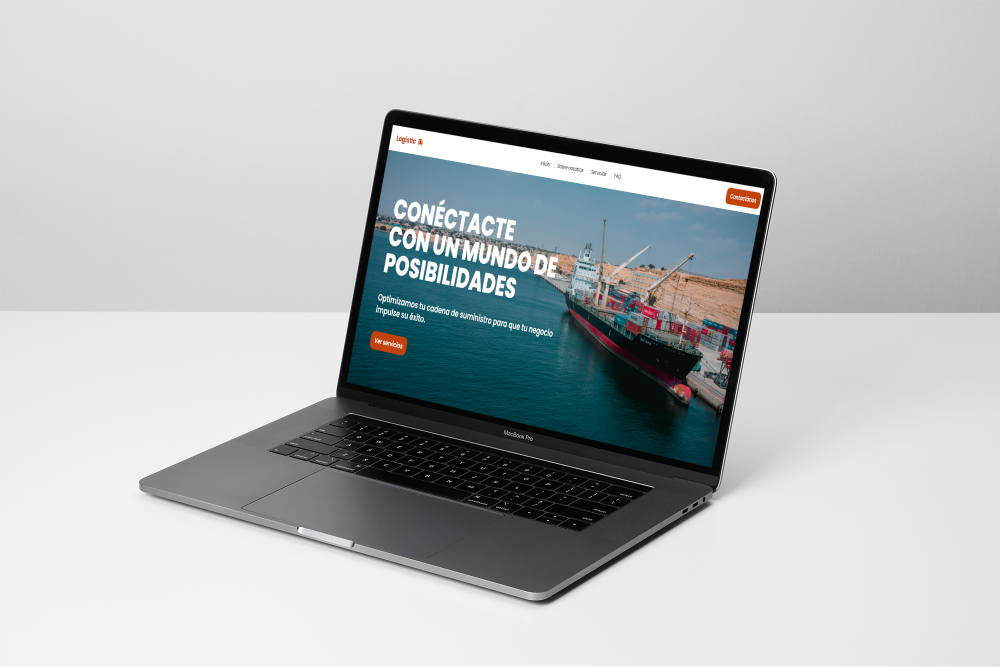 Logistic
Inicio Sobre nosotros Servicios FAQ
Contactános
CONÉCTACTE
CON UN MUNDO DE
POSIBILIDADES
Optimizamos tu cadena de suministro para que tu negocio
impulse su éxito.
Ver servicios
MacBook Pro